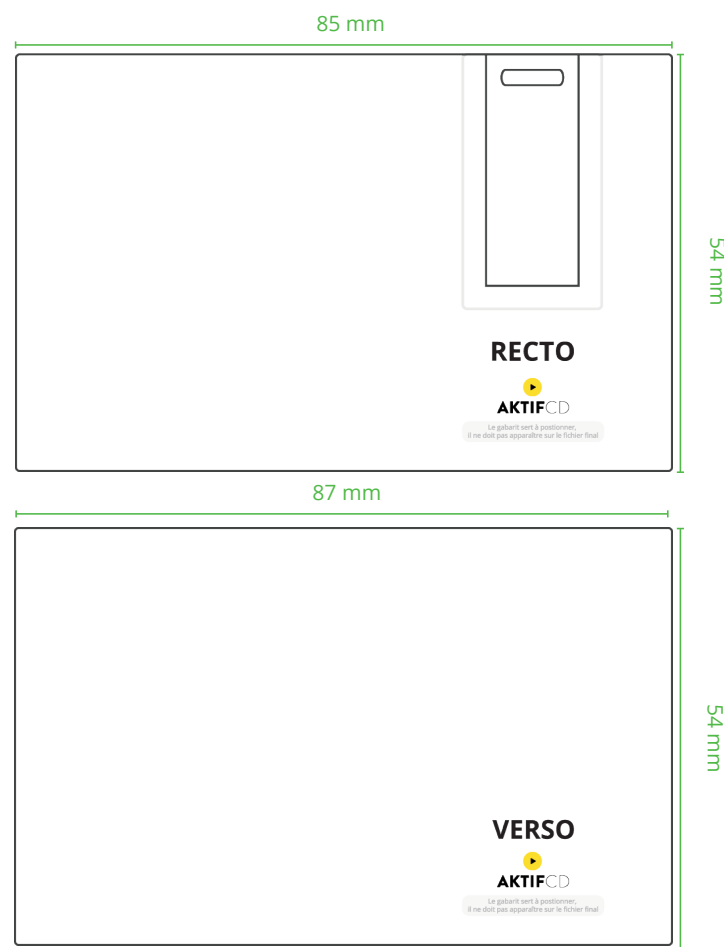 85 mm
54 mm
RECTO
AKTIFCD
Le gabarit sert à postionner,
il ne doit pas apparaître sur le fichier final
87 mm
54 mm
VERSO
AKTIFCD
Le gabarit sert à postionner,
il ne doit pas apparaître sur le fichier final